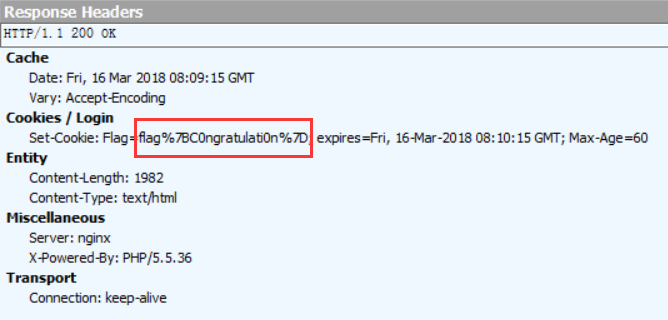 Response Headers
HTTP/1.1 200 OK
Cache
Date: Fri, 16 Mar 2018 08:09:15 GMT
Vary: Accept-Encoding
Cookies / Login
Set-Cookie: Flag=flag%7BC0ngratulati0n%7D; expires=Fri, 16-Mar-2018 08:10:15 GMT; Max-Age=60
Entity
Content-Length: 1982
Content-Type: text/html
Miscellaneous
Server: nginx
X-Powered-By: PHP/5.5.36
Transport
Connection: keep-alive